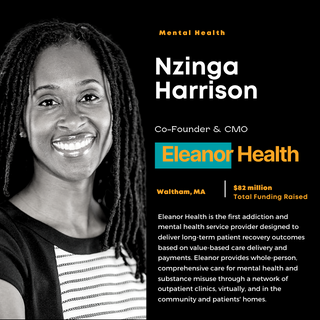 Mental Health
Nzinga
Harrison
Co-Founder & CMO
Eleanor Health
Waltham, MA
$82 million
Total Funding Raised
Eleanor Health is the first addiction and
mental health service provider designed to
deliver long-term patient recovery outcomes
based on value-based care delivery and
payments. Eleanor provides whole-person,
comprehensive care for mental health and
substance misuse through a network of
outpatient clinics, virtually, and in the
community and patients' homes.